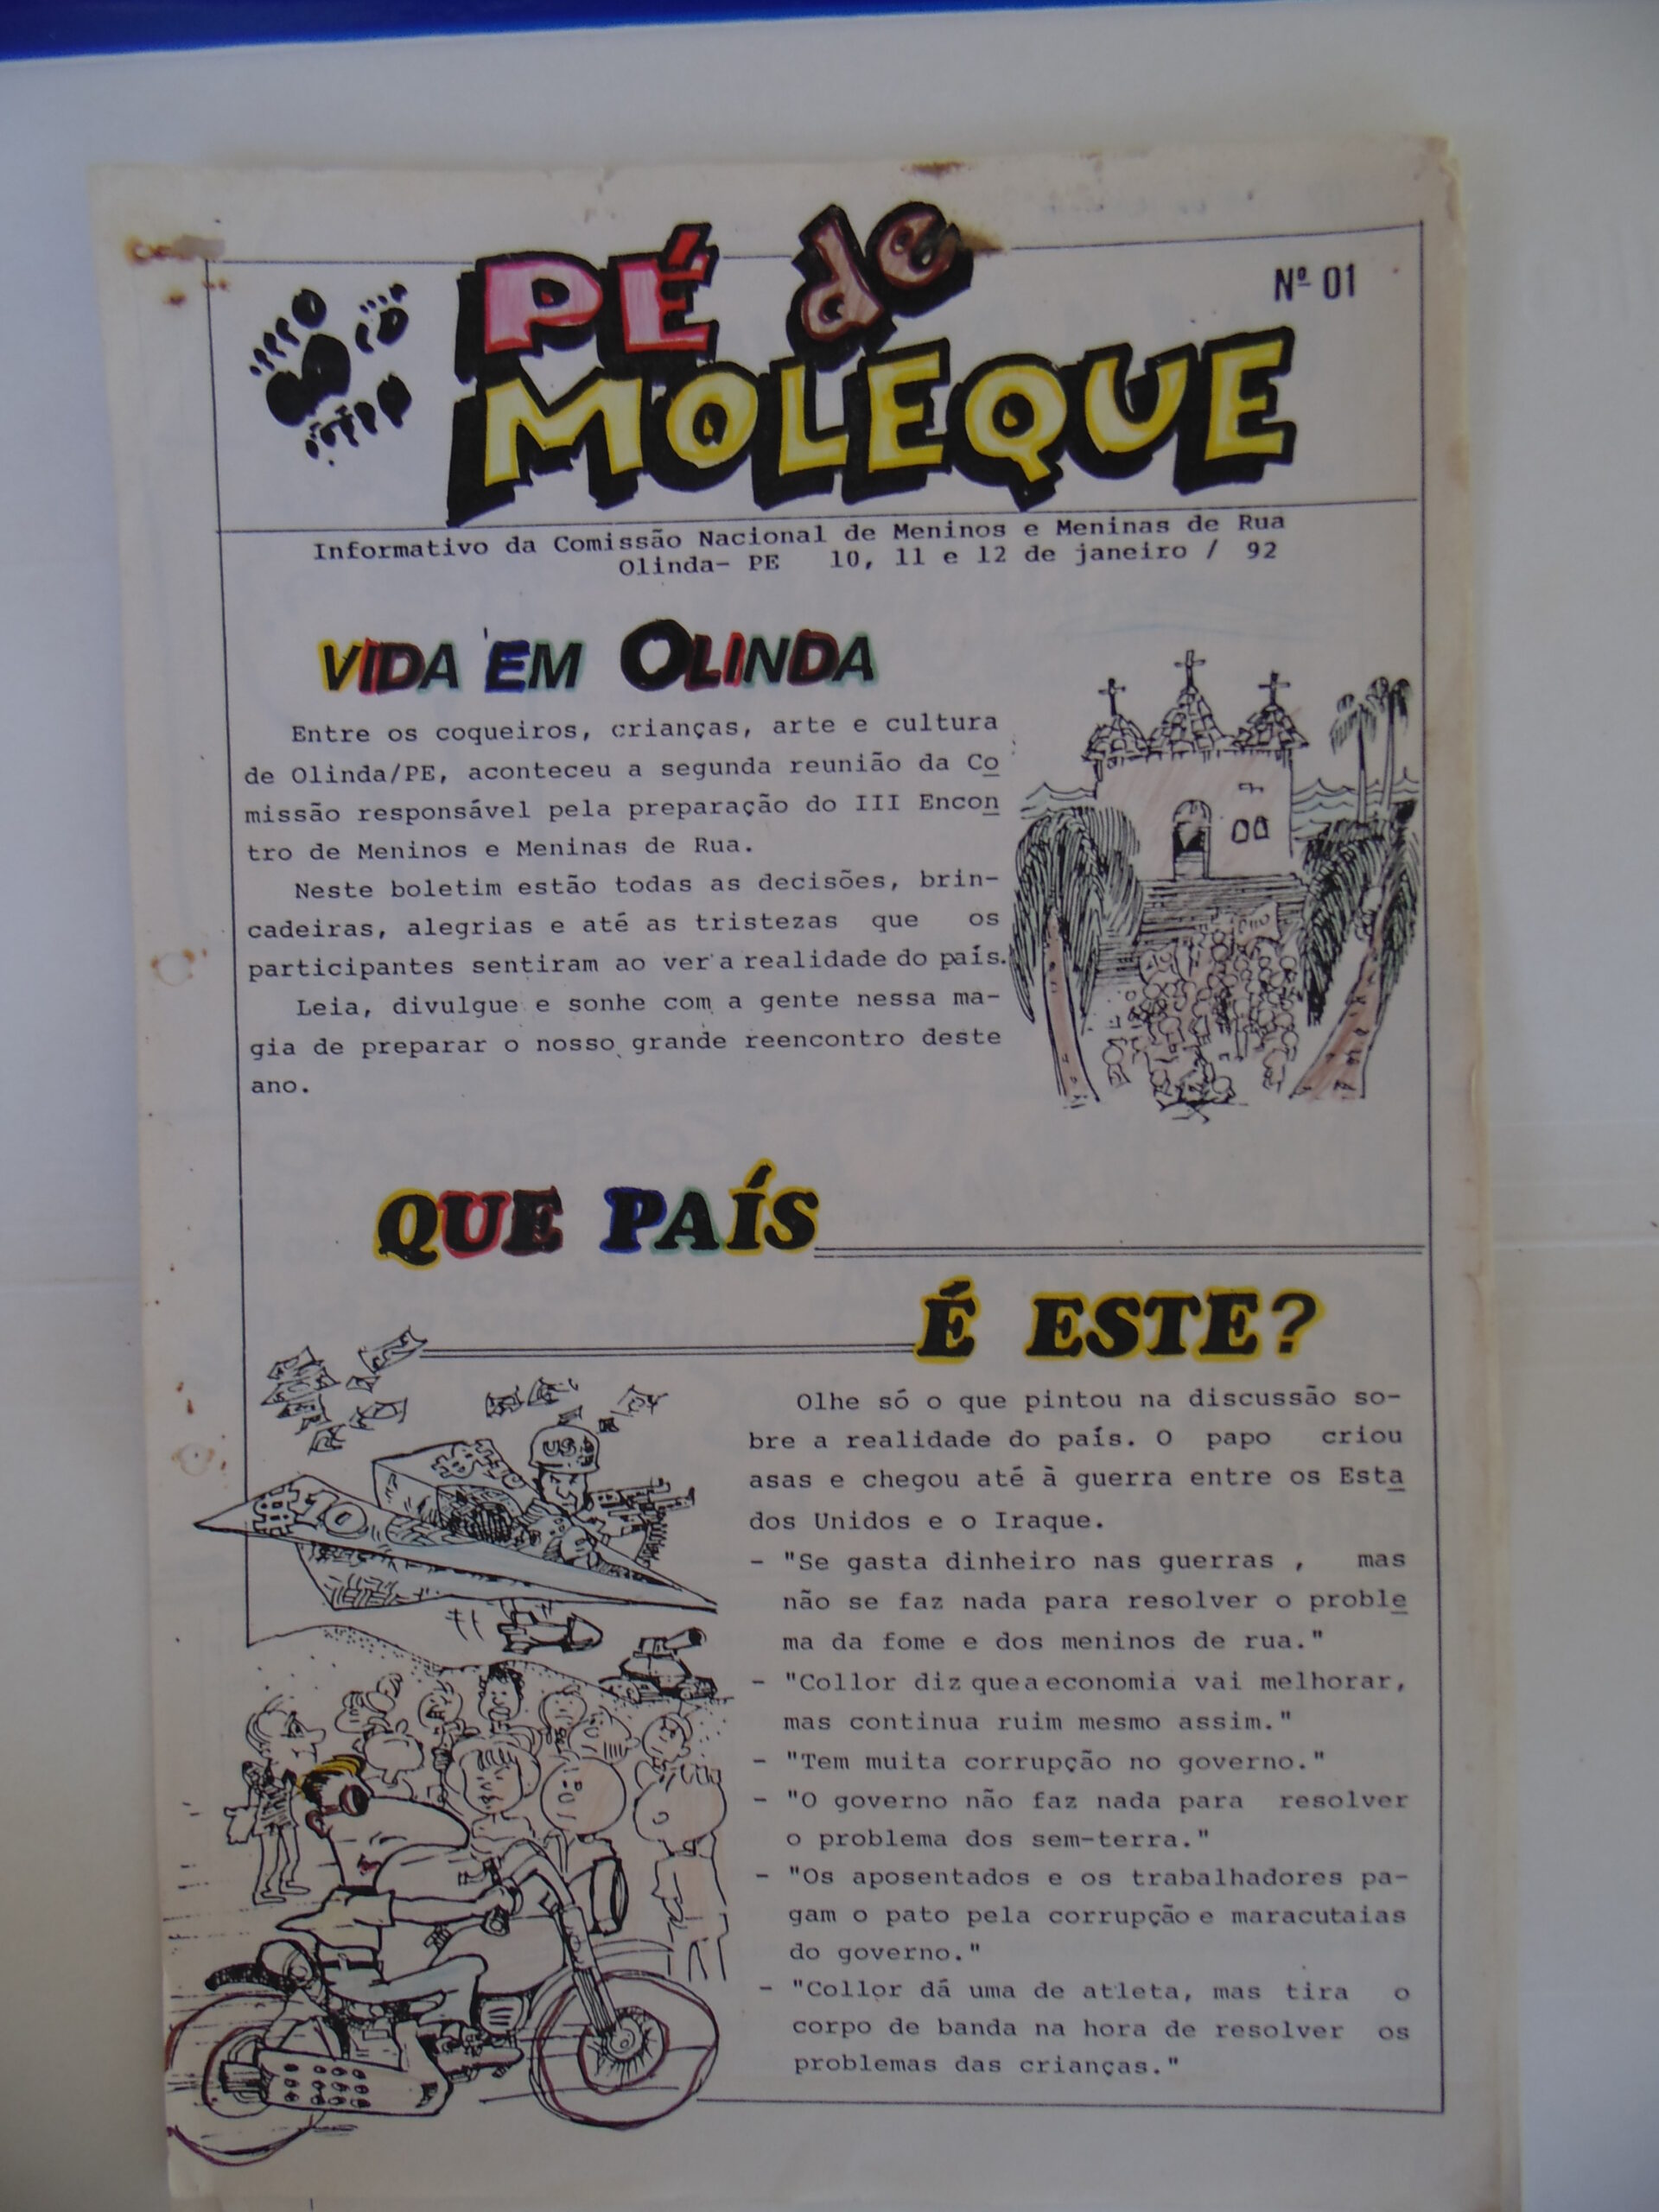 PÉ de
Nº 01
MOLEQUE
Informativo da Comissão Nacional de Meninos e Meninas de Rua
Olinda- PE 10, 11 e 12 de janeiro / 92
VIDA EM OLINDA
Entre os coqueiros, crianças, arte e cultura
de Olinda/PE, aconteceu a segunda reunião da Co
missão responsável pela preparação do III Encon
tro de Meninos e Meninas de Rua.
Neste boletim estão todas as decisões, brin-
cadeiras, alegrias e até as tristezas que os
participantes sentiram ao ver a realidade do país.
Leia, divulgue e sonhe com a gente nessa ma-
gia de preparar o nosso grande reencontro deste
ano.
QUE PAÍS
É ESTE?
Olhe só o que pintou na discussão so-
bre a realidade do país. O papo criou
asas e chegou até à guerra entre os Esta
dos Unidos e o Iraque.
- "Se gasta dinheiro nas guerras , mas
não se faz nada para resolver o proble
ma da fome e dos meninos de rua."
- "Collor diz que a economia vai melhorar,
mas continua ruim mesmo assim."
- "Tem muita corrupção no governo."
- "O governo não faz nada para resolver
o problema dos sem-terra."
- "Os aposentados e os trabalhadores pa-
gam o pato pela corrupção e maracutaias
do governo."
- "Collor dá uma de atleta, mas tira o
corpo de banda na hora de resolver os
problemas das crianças."
US
$10